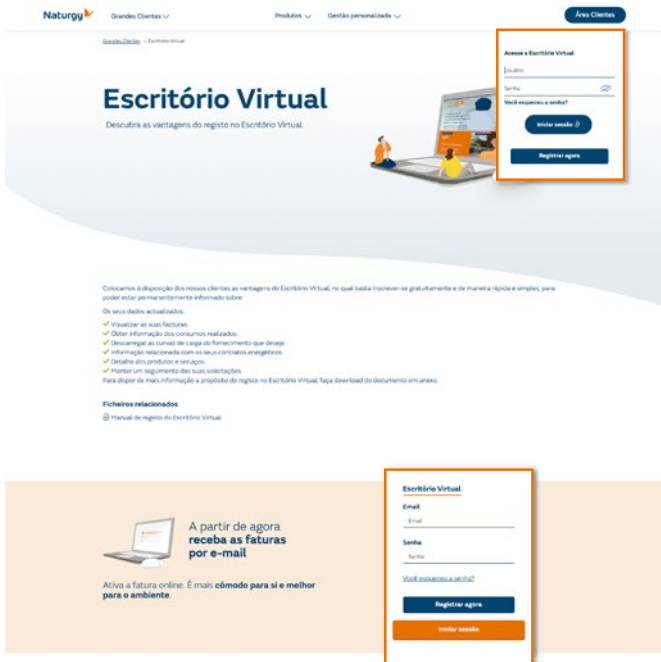 Naturgy
Grandes Clientes
Produtos
Gestão personalizada
Área Clientes
Grandes Clientes > Escritório Virtual
Acesse a Escritório Virtual
Usuário
Senha
Você esqueceu a senha?
Iniciar sessão
Registrar agora
Escritório Virtual
Descubra as vantagens do registo no Escritório Virtual.
Colocamos à disposição dos nossos clientes as vantagens do Escritório Virtual, no qual basta inscrever-se gratuitamente e de maneira rápida e simples, para
poder estar permanentemente informado sobre:
Os seus dados actualizados.
Visualizar as suas facturas.
Obter informação dos consumos realizados.
Descarregar as curvas de carga do fornecimento que deseje.
Informação relacionada com os seus contratos energéticos.
Detalhe dos produtos e serviços.
Manter um seguimento das suas solicitações.
Para dispor de mais informação a propósito do registo no Escritório Virtual, faça download do documento em anexo.
Ficheiros relacionados
Manual de registo do Escritório Virtual
A partir de agora
receba as faturas
por e-mail
Ativa a fatura online. É mais cômodo para si e melhor
para o ambiente.
Escritório Virtual
Email
Email
Senha
Senha
Você esqueceu a senha?
Registrar agora
Iniciar sessão